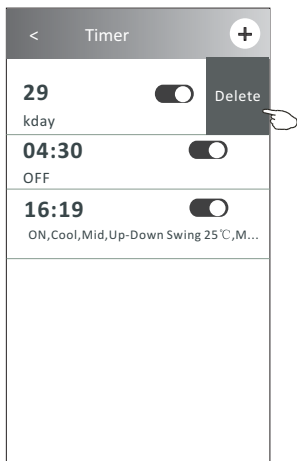 < Timer +
29
Delete
kday
04:30
OFF
16:19
ON,Cool,Mid,Up-Down Swing 25℃,M...